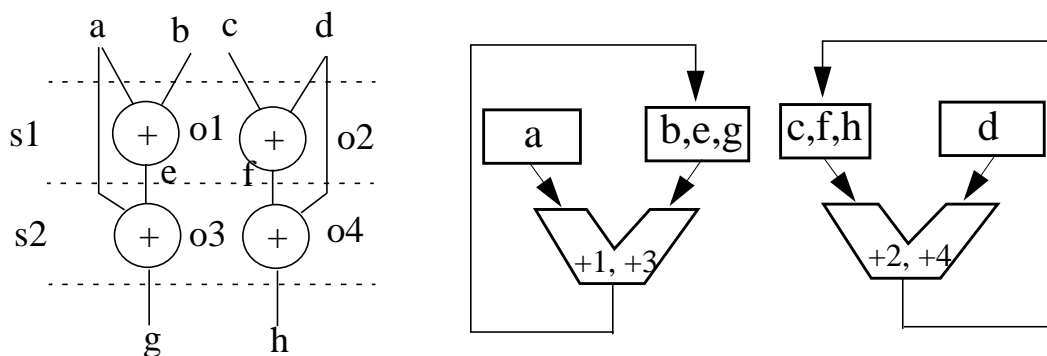 a b c d
s1 + o1 + o2
e f
s2 + o3 + o4
g h
a b,e,g c,f,h d
+1, +3 +2, +4